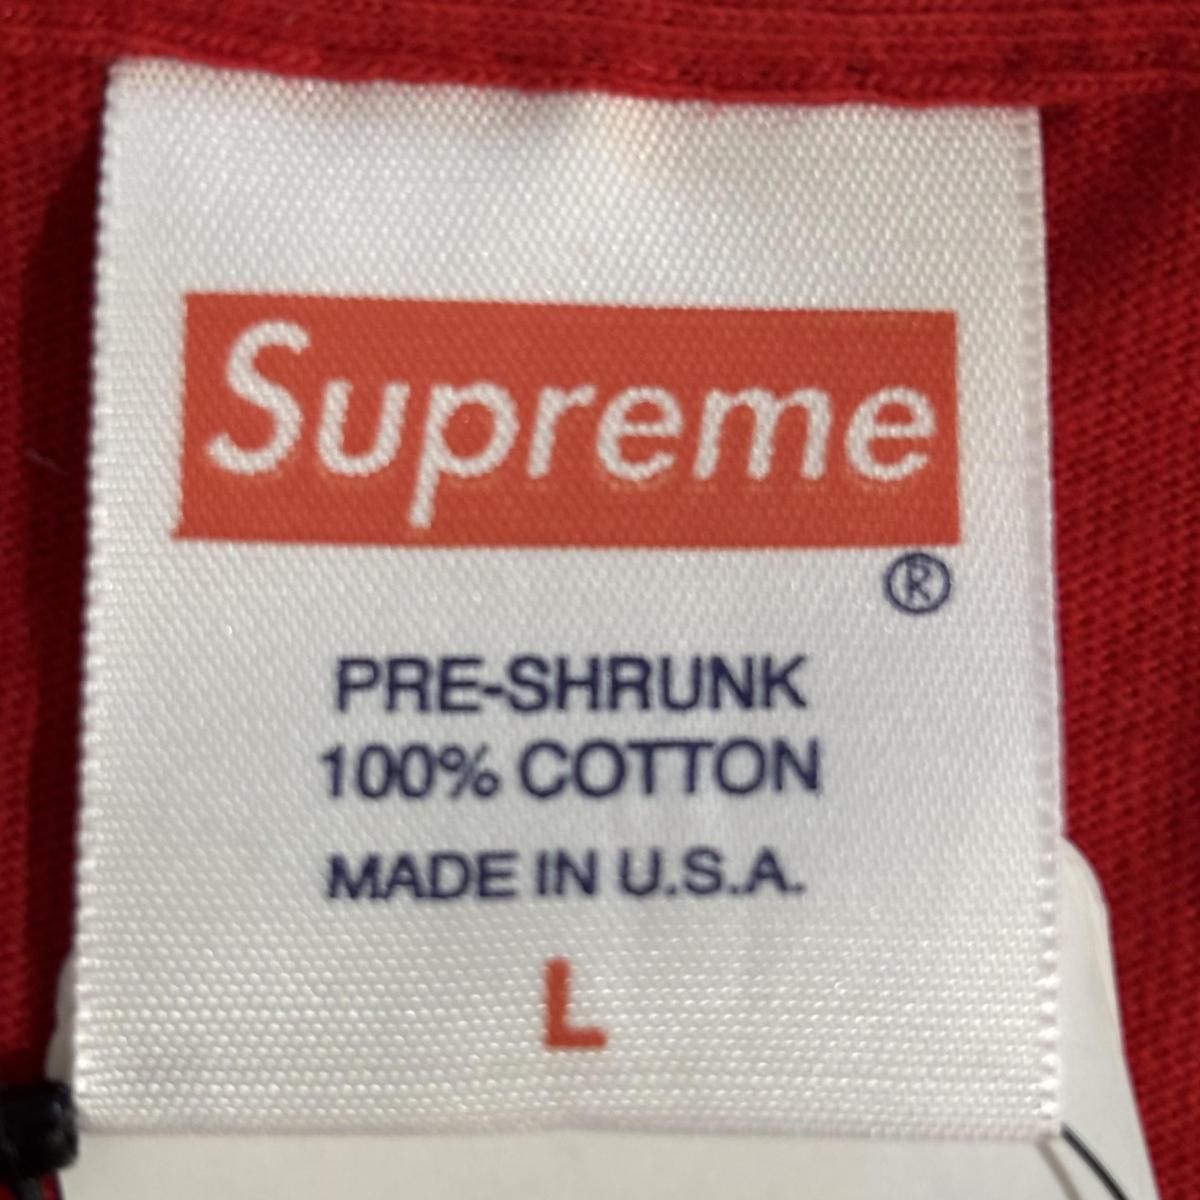 Supreme
®
PRE-SHRUNK
100% COTTON
MADE IN U.S.A.
L